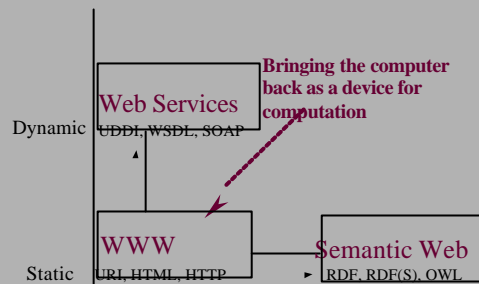 Bringing the computer
back as a device for
computation
Web Services
Dynamic
UDDI, WSDL, SOAP
WWW
Semantic Web
Static
URI, HTML, HTTP
RDF, RDF(S), OWL